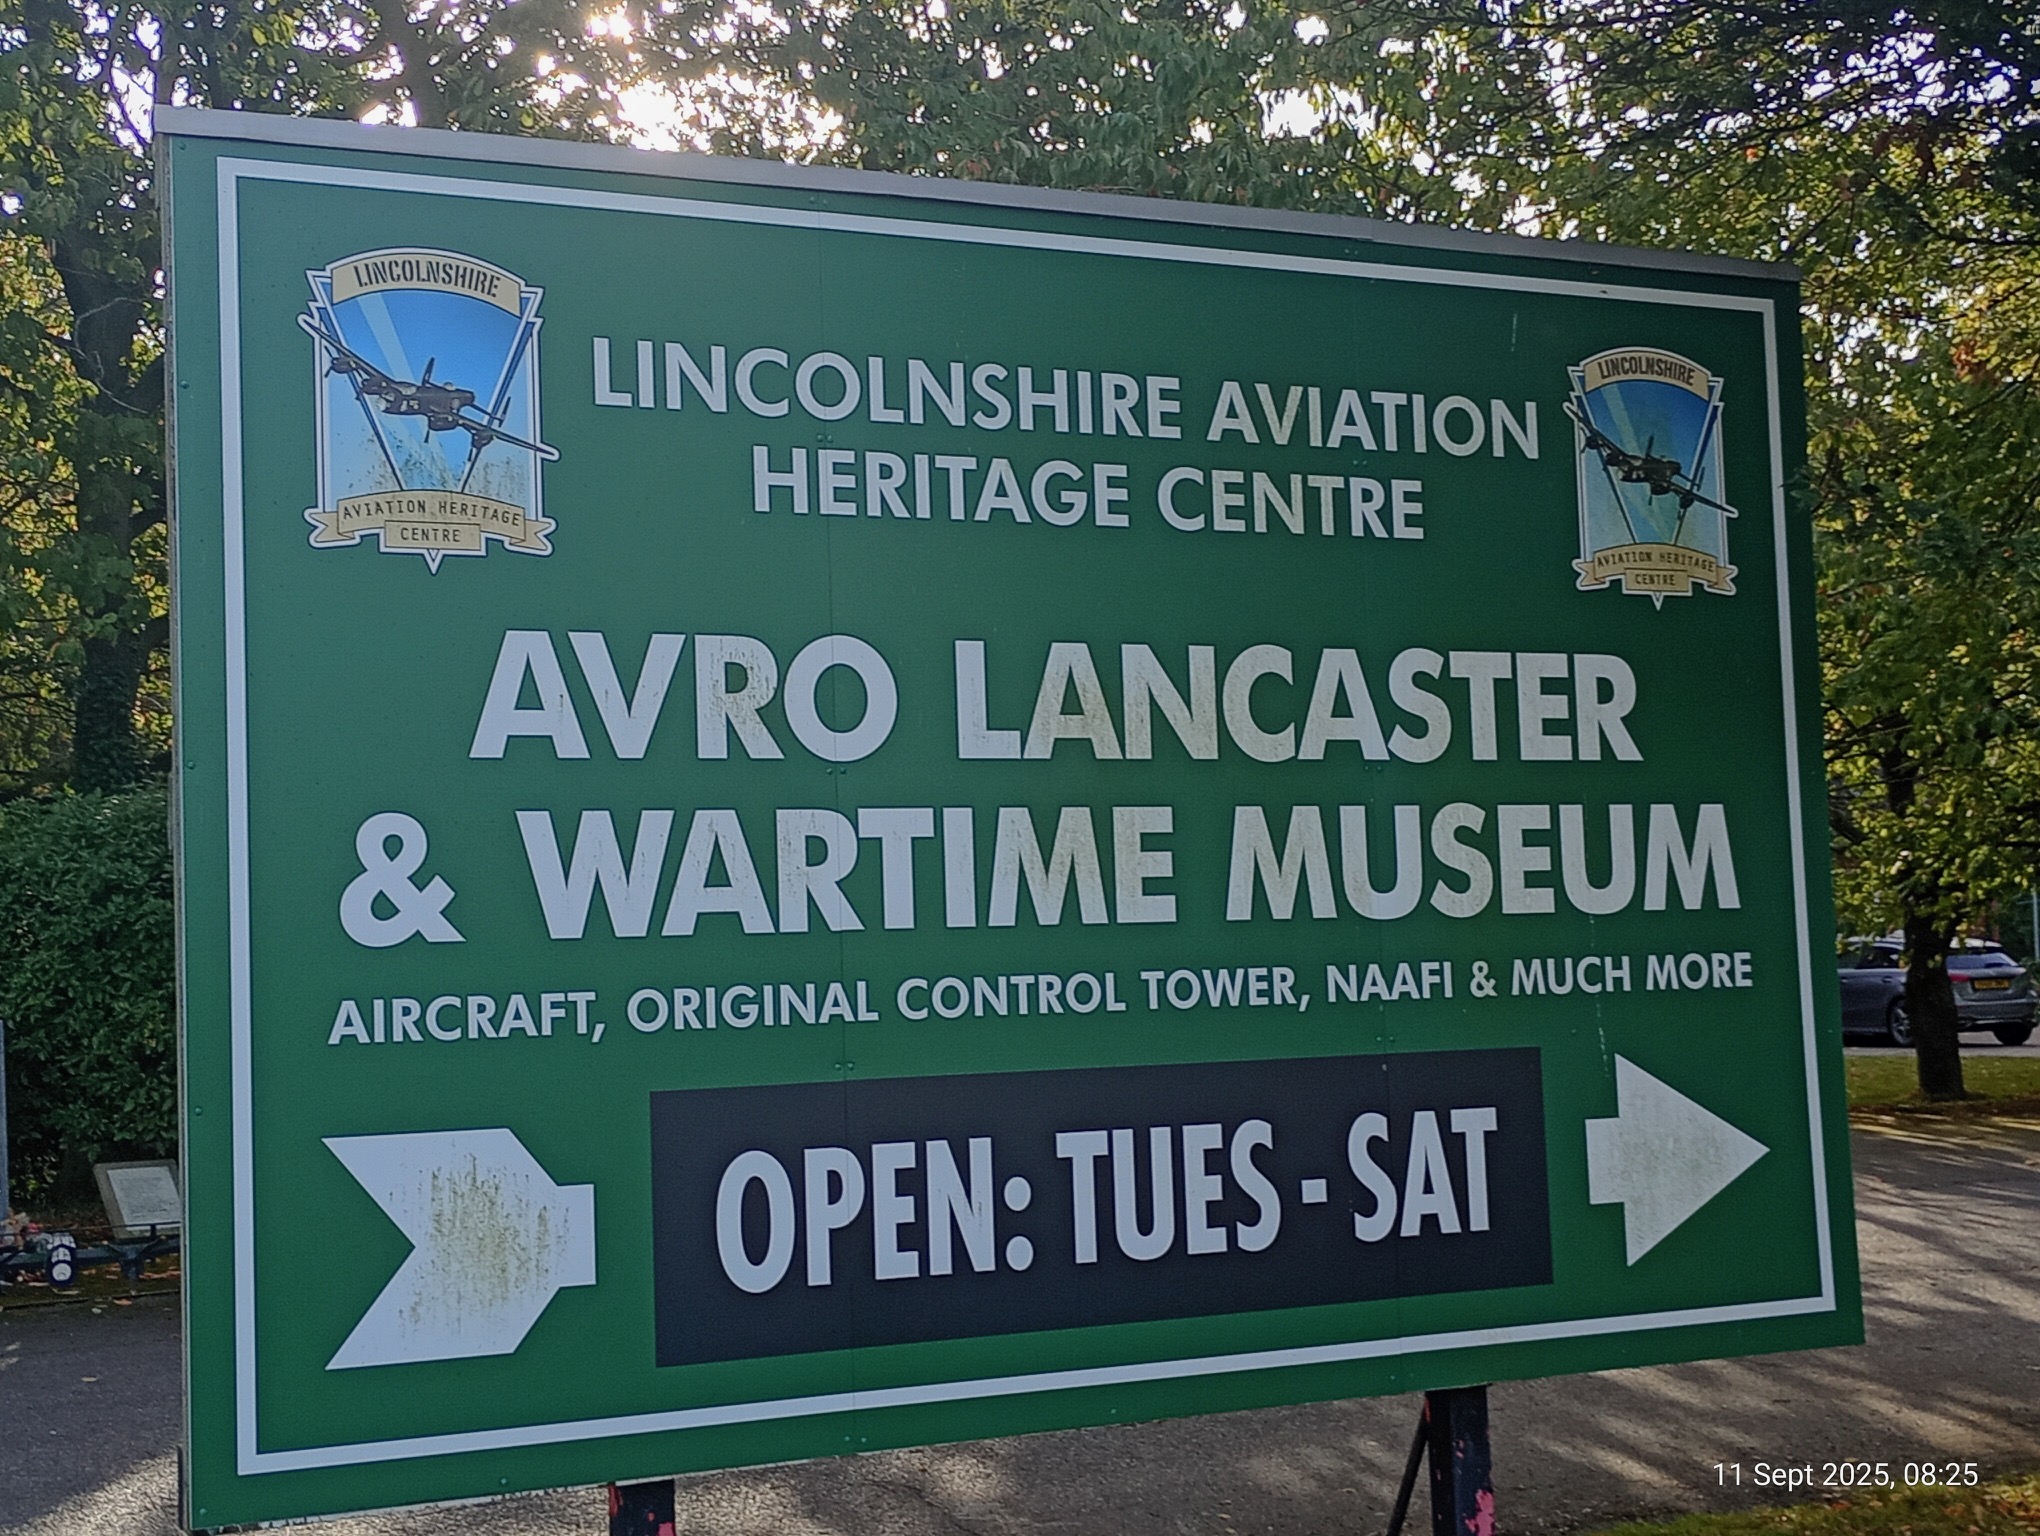 LINCOLNSHIRE
AVIATION HERITAGE
CENTRE
LINCOLNSHIRE AVIATION
HERITAGE CENTRE
LINCOLNSHIRE
AVIATION HERITAGE
CENTRE
AVRO LANCASTER
& WARTIME MUSEUM
AIRCRAFT, ORIGINAL CONTROL TOWER, NAAFI & MUCH MORE
OPEN: TUES - SAT
11 Sept 2025, 08:25